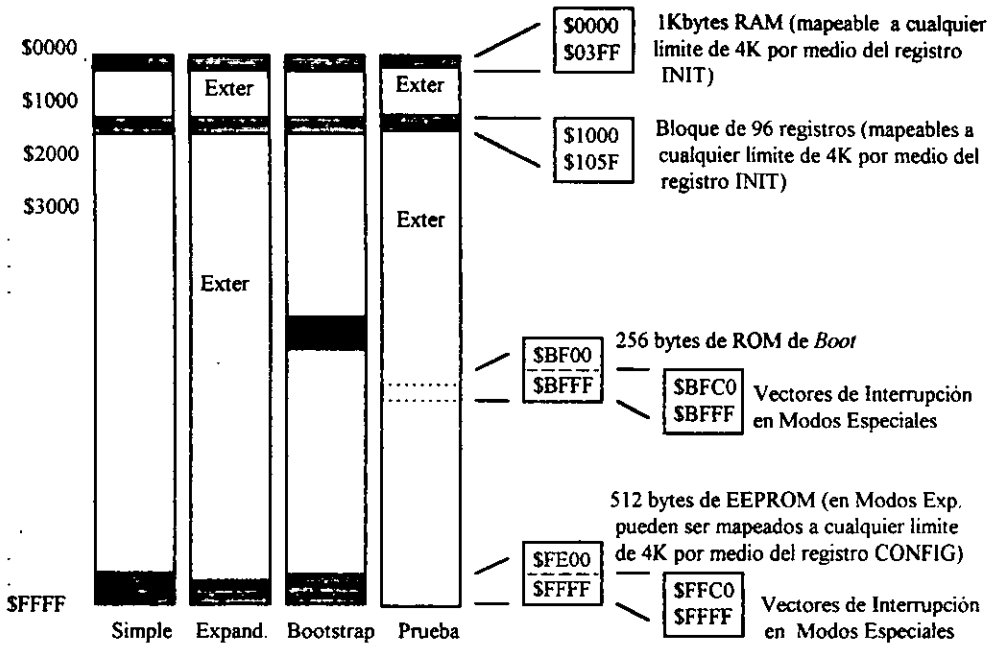 $0000
$1000
$2000
$3000
$FFFF
Exter
Exter
Exter
Exter
Simple Expand. Bootstrap Prueba
$0000
$03FF
1Kbytes RAM (mapeable a cualquier
limite de 4K por medio del registro
INIT)
$1000
$105F
Bloque de 96 registros (mapeables a
cualquier límite de 4K por medio del
registro INIT)
256 bytes de ROM de Boot
$BF00
$BFFF
$BFC0
$BFFF
Vectores de Interrupción
en Modos Especiales
512 bytes de EEPROM (en Modos Exp.
pueden ser mapeados a cualquier limite
de 4K por medio del registro CONFIG)
$FE00
$FFFF
$FFC0
$FFFF
Vectores de Interrupción
en Modos Especiales